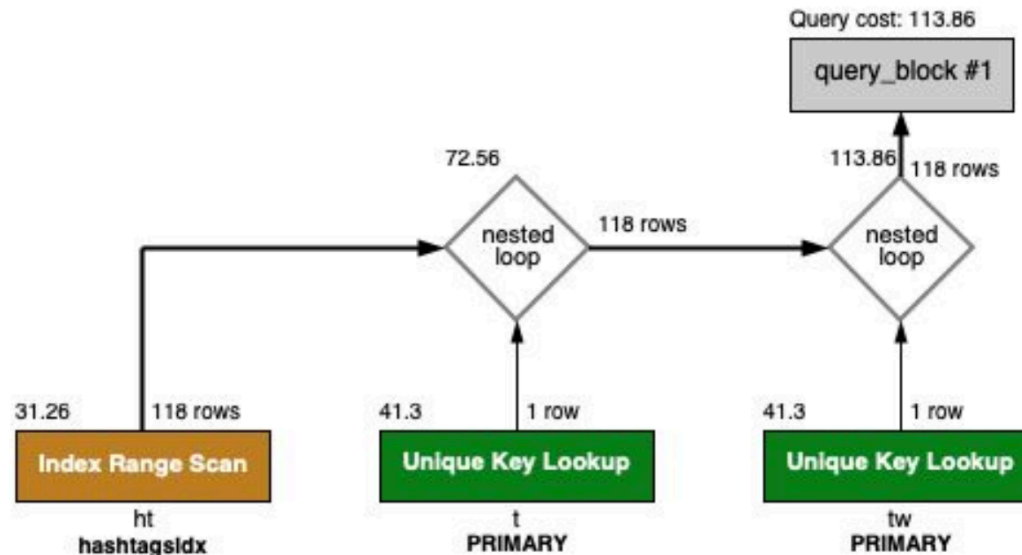 Query cost: 113.86
query_block #1
72.56
113.86
118 rows
nested
loop
118 rows
nested
loop
31.26
118 rows
41.3
1 row
41.3
1 row
Index Range Scan
Unique Key Lookup
Unique Key Lookup
ht
t
tw
hashtagsidx
PRIMARY
PRIMARY